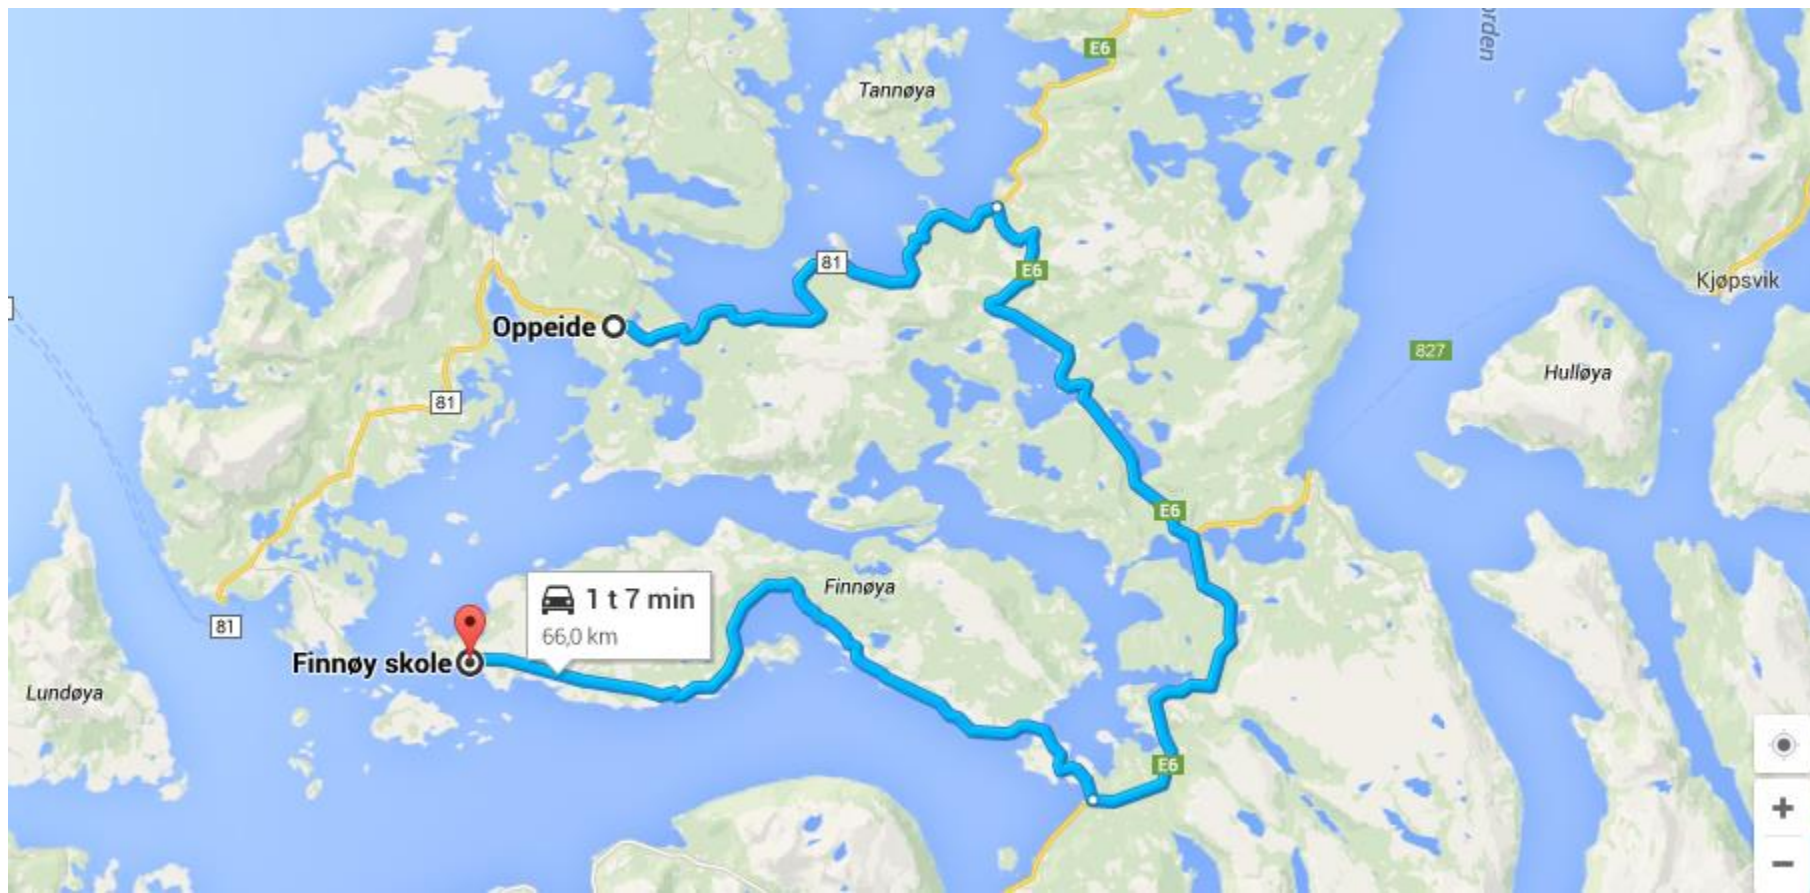 orden
E6
Tannøya
81
E6
Kjøpsvik
Oppeide
827
Hulløya
81
E6
Finnøya
1 t 7 min
66,0 km
81
Finnøy skole
Lundøya
E6
+
−